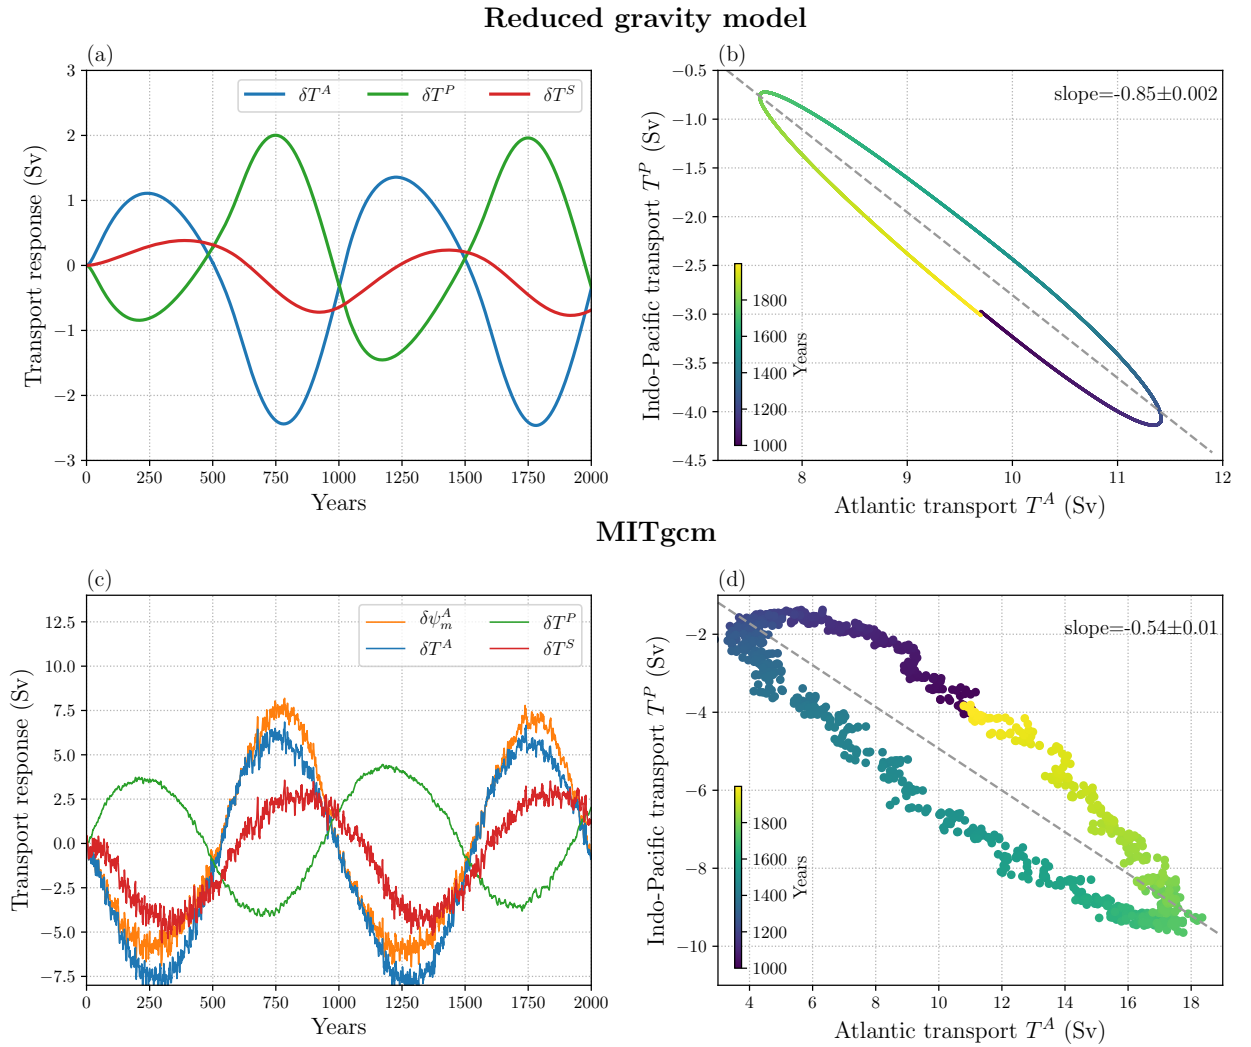 Reduced gravity model
(a)
3
2
1
0
−1
−2
−3
0
250
500
750
1000
1250
1500
1750
2000
Years
Transport response (Sv)
δT^A
δT^P
δT^S
(b)
slope=-0.85±0.002
−0.5
−1.0
−1.5
−2.0
−2.5
−3.0
−3.5
−4.0
−4.5
8
9
10
11
12
Atlantic transport T^A (Sv)
Indo-Pacific transport T^P (Sv)
1800
1600
1400
1200
1000
Years
MITgcm
(c)
12.5
10.0
7.5
5.0
2.5
0.0
−2.5
−5.0
−7.5
0
250
500
750
1000
1250
1500
1750
2000
Years
Transport response (Sv)
δψ_m^A
δT^A
δT^P
δT^S
(d)
slope=-0.54±0.01
−2
−4
−6
−8
−10
4
6
8
10
12
14
16
18
Atlantic transport T^A (Sv)
Indo-Pacific transport T^P (Sv)
1800
1600
1400
1200
1000
Years